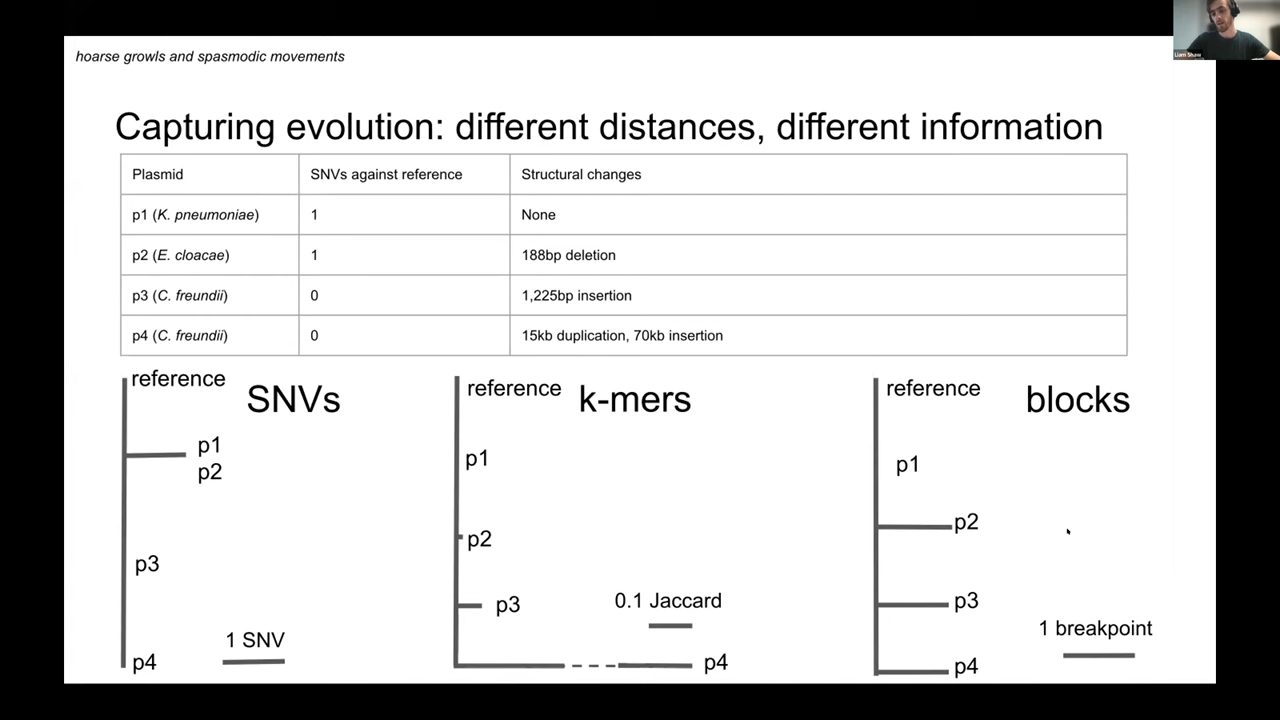 hoarse growls and spasmodic movements
Liam Shaw
Capturing evolution: different distances, different information
Plasmid SNVs against reference Structural changes
p1 (K. pneumoniae) 1 None
p2 (E. cloacae) 1 188bp deletion
p3 (C. freundii) 0 1,225bp insertion
p4 (C. freundii) 0 15kb duplication, 70kb insertion
reference
SNVs
p1
p2
p3
p4
1 SNV
reference
k-mers
p1
p2
p3
0.1 Jaccard
p4
reference
blocks
p1
p2
p3
1 breakpoint
p4